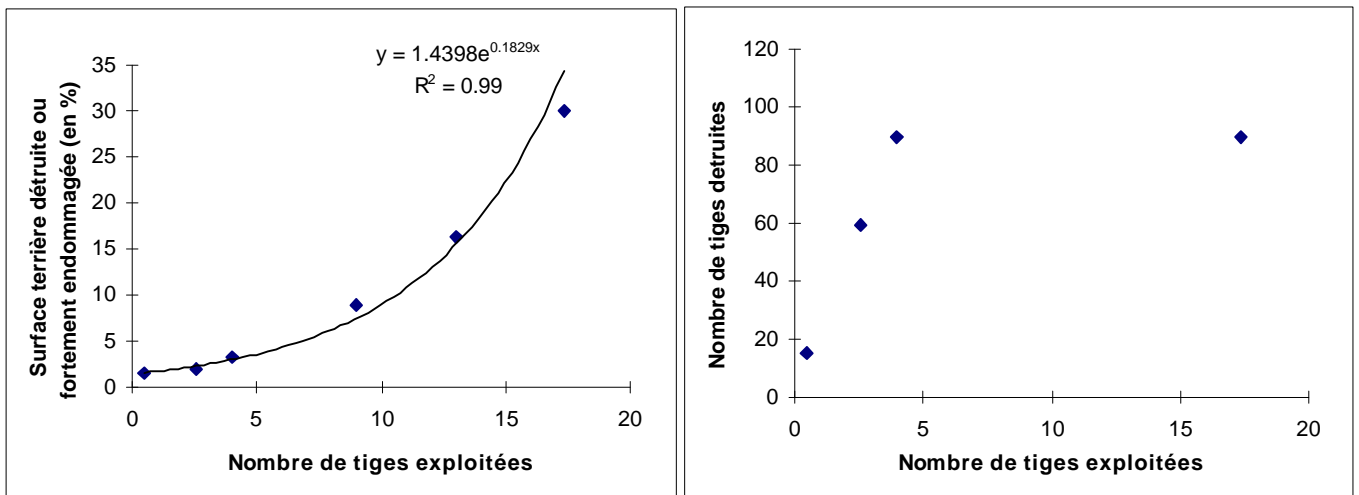 y = 1.4398e^0.1829x
R² = 0.99
35
30
25
20
15
10
5
0
0 5 10 15 20
Surface terrière détruite ou
fortement endommagée (en %)
Nombre de tiges exploitées
120
100
80
60
40
20
0
0 5 10 15 20
Nombre de tiges detruites
Nombre de tiges exploitées